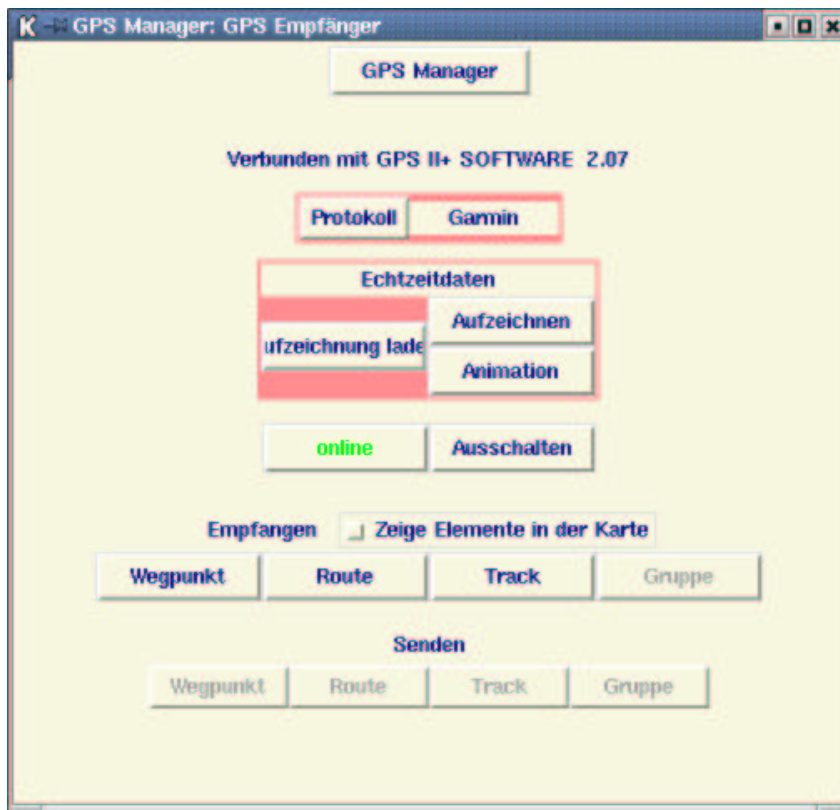 GPS Manager: GPS Empfänger
GPS Manager
Verbunden mit GPS II+ SOFTWARE 2.07
Protokoll Garmin
Echtzeitdaten
Aufzeichnen
ufzeichnung lade
Animation
online Ausschalten
Empfangen Zeige Elemente in der Karte
Wegpunkt Route Track Gruppe
Senden
Wegpunkt Route Track Gruppe